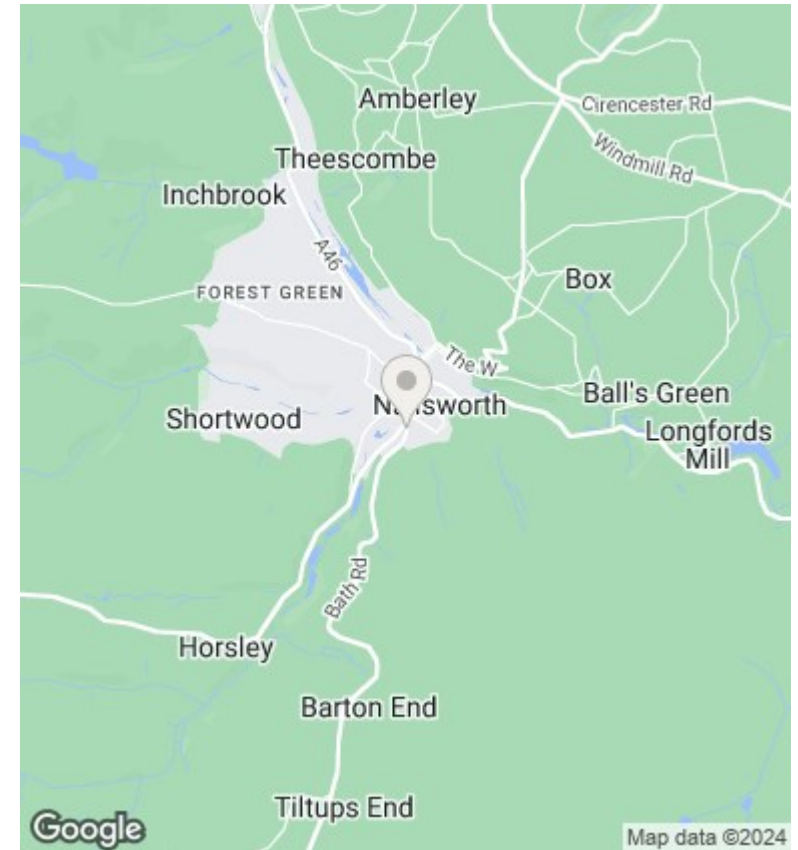 Amberley
Cirencester Rd
Windmill Rd
Theescombe
Inchbrook
A46
FOREST GREEN
Box
The W
Nailsworth
Ball's Green
Shortwood
Longfords
Mill
Bath Rd
Horsley
Barton End
Tiltups End
Google
Map data ©2024